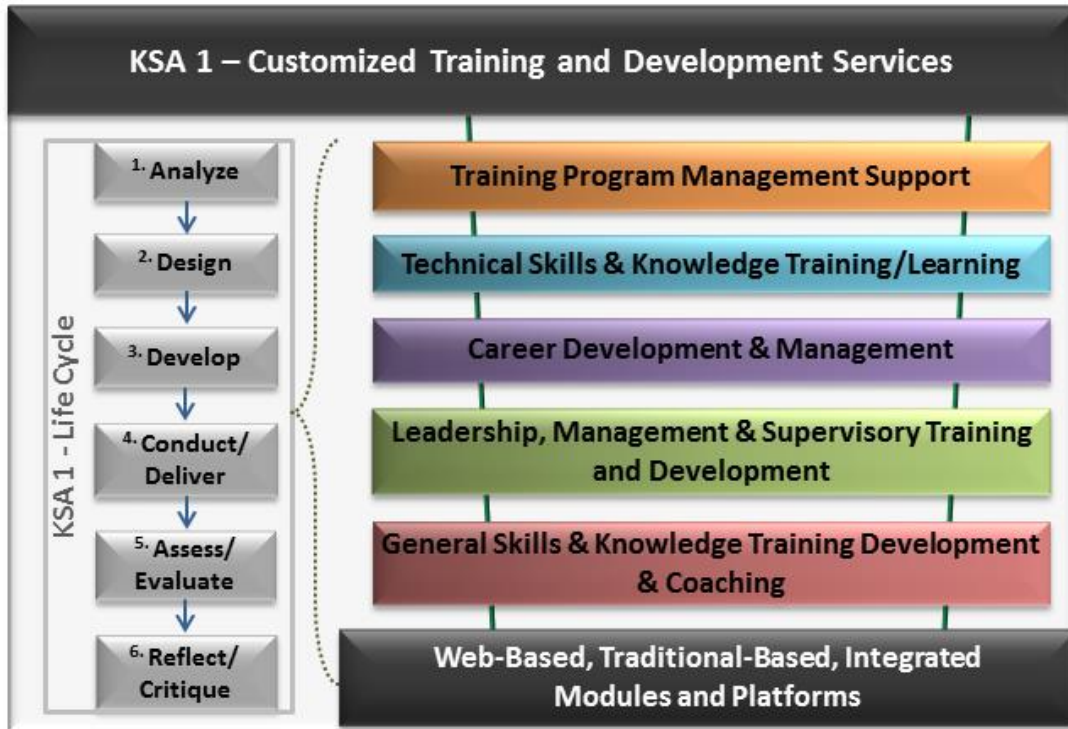 KSA 1 – Customized Training and Development Services
KSA 1 - Life Cycle
1. Analyze
2. Design
3. Develop
4. Conduct/
Deliver
5. Assess/
Evaluate
6. Reflect/
Critique
Training Program Management Support
Technical Skills & Knowledge Training/Learning
Career Development & Management
Leadership, Management & Supervisory Training
and Development
General Skills & Knowledge Training Development
& Coaching
Web-Based, Traditional-Based, Integrated
Modules and Platforms